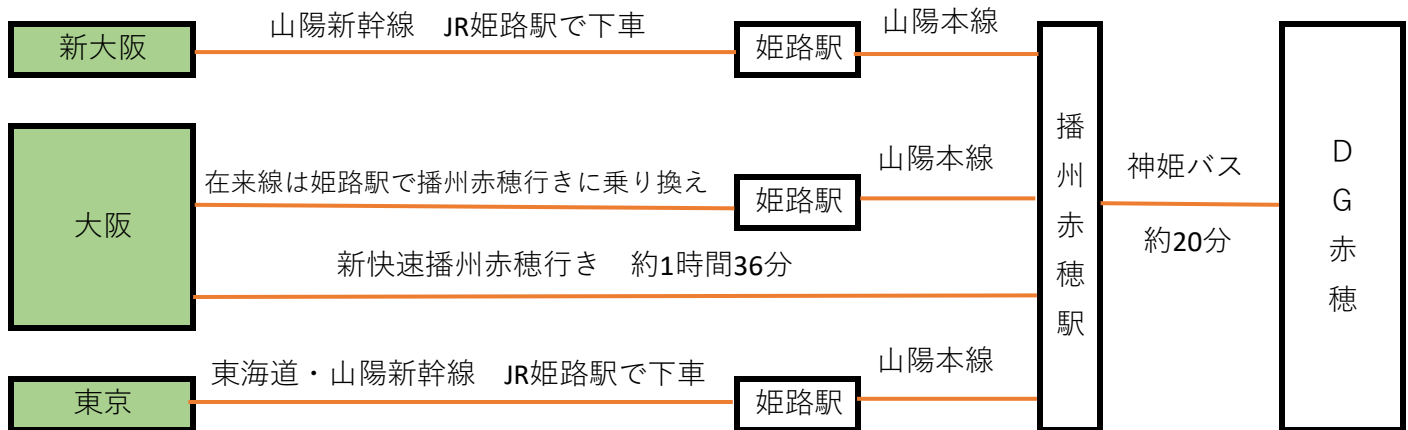 新大阪
山陽新幹線　JR姫路駅で下車
姫路駅
山陽本線
大阪
在来線は姫路駅で播州赤穂行きに乗り換え
姫路駅
山陽本線
新快速播州赤穂行き　約1時間36分
東京
東海道・山陽新幹線　JR姫路駅で下車
姫路駅
山陽本線
播州赤穂駅
神姫バス
約20分
DG赤穂